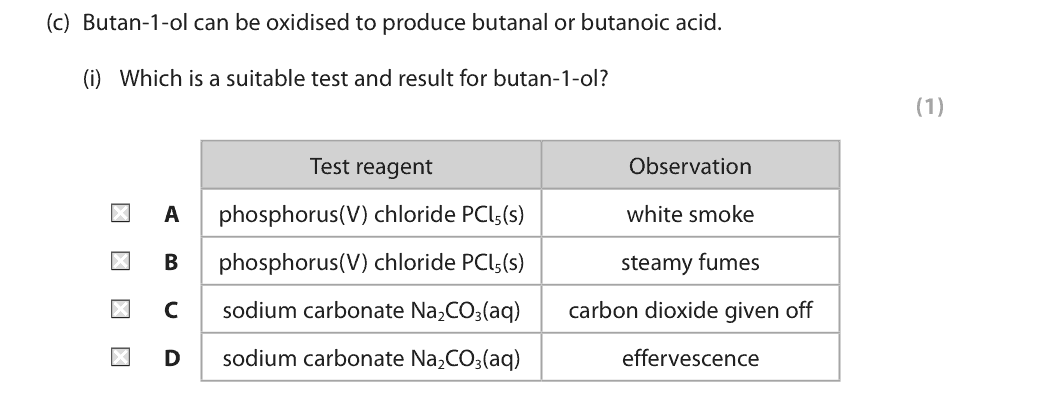 (c) Butan-1-ol can be oxidised to produce butanal or butanoic acid.
(i) Which is a suitable test and result for butan-1-ol?
(1)
Test reagent Observation
A phosphorus(V) chloride PCl₅(s) white smoke
B phosphorus(V) chloride PCl₅(s) steamy fumes
C sodium carbonate Na₂CO₃(aq) carbon dioxide given off
D sodium carbonate Na₂CO₃(aq) effervescence